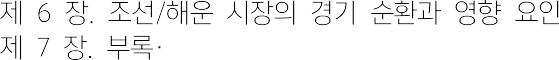 제 6 장. 조선/해운 시장의 경기 순환과 영향 요인
제 7 장. 부록·